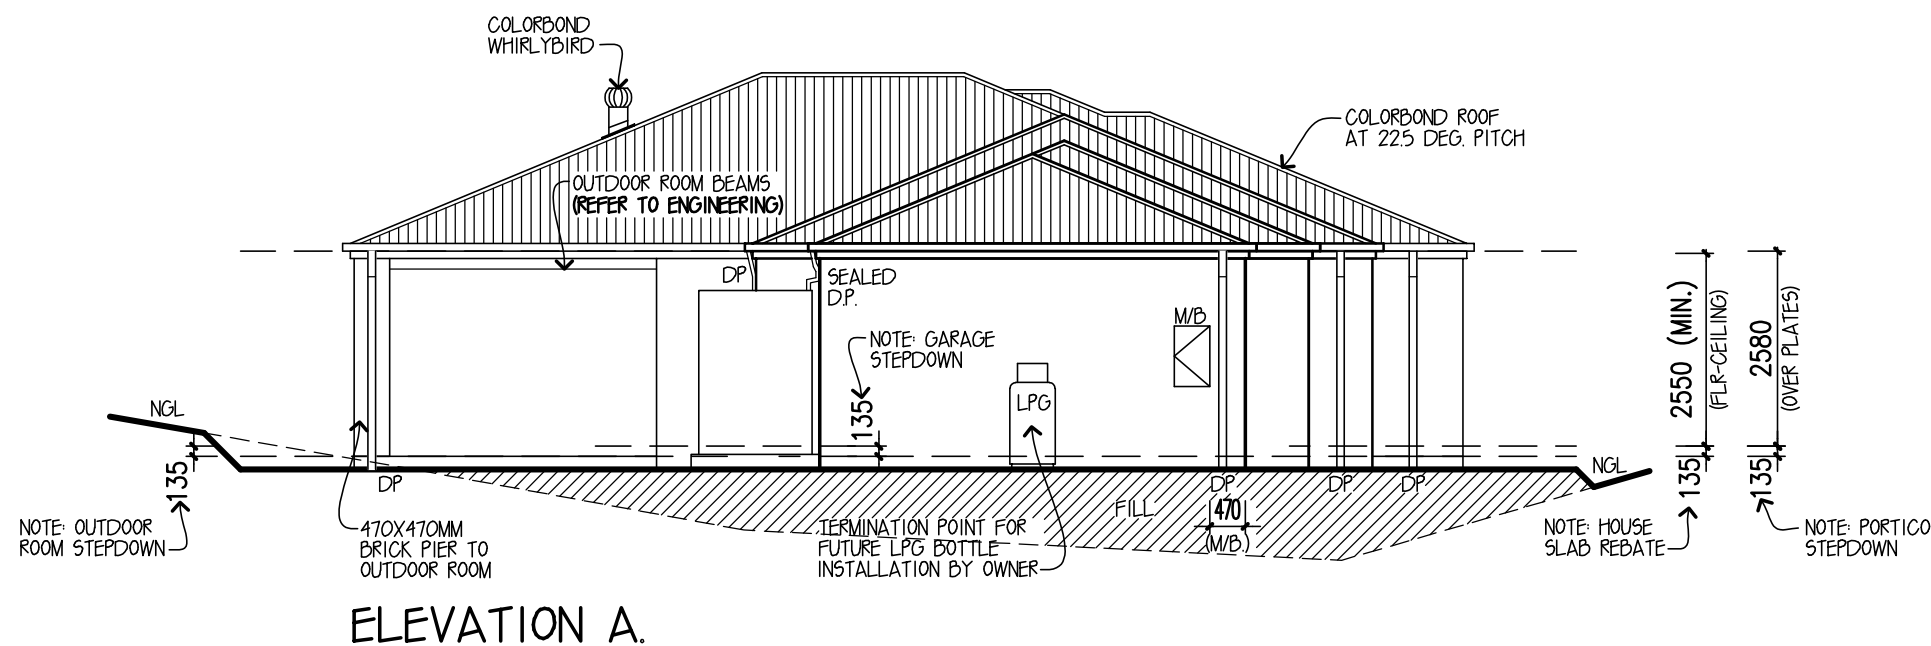 COLORBOND
WHIRLYBIRD
COLORBOND ROOF
AT 22.5 DEG. PITCH
OUTDOOR ROOM BEAMS
(REFER TO ENGINEERING)
DP
SEALED
D.P.
M/B
NOTE: GARAGE
STEPDOWN
135
LPG
2550 (MIN.)
(FLR-CEILING)
2580
(OVER PLATES)
NGL
135
NOTE: OUTDOOR
ROOM STEPDOWN
DP
470X470MM
BRICK PIER TO
OUTDOOR ROOM
TERMINATION POINT FOR
FUTURE LPG BOTTLE
INSTALLATION BY OWNER
FILL
DP
470
(M/B)
DP
DP
NGL
135
NOTE: HOUSE
SLAB REBATE
135
NOTE: PORTICO
STEPDOWN
ELEVATION A.